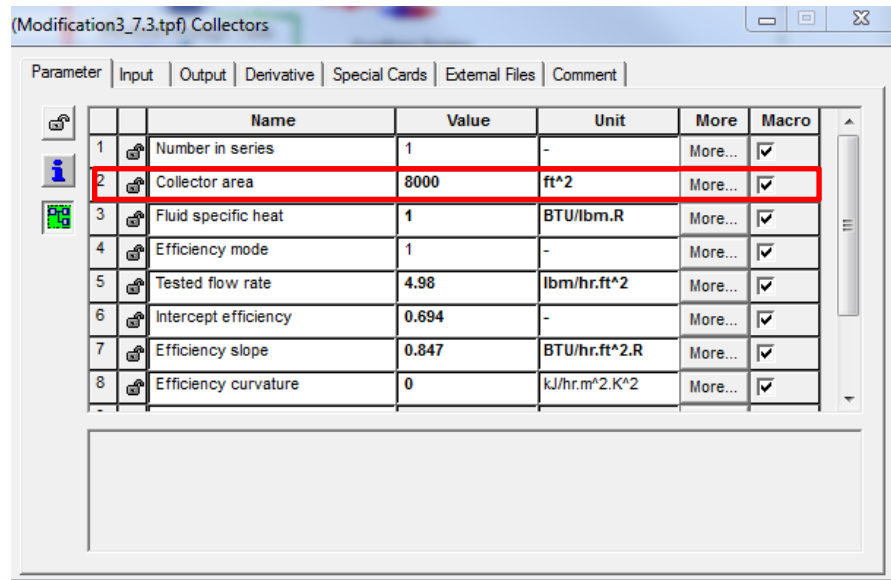 (Modification3_7.3.tpf) Collectors
Parameter Input Output Derivative Special Cards External Files Comment
Name Value Unit More Macro
1 Number in series 1 - More...
2 Collector area 8000 ft^2 More...
3 Fluid specific heat 1 BTU/lbm.R More...
4 Efficiency mode 1 - More...
5 Tested flow rate 4.98 lbm/hr.ft^2 More...
6 Intercept efficiency 0.694 - More...
7 Efficiency slope 0.847 BTU/hr.ft^2.R More...
8 Efficiency curvature 0 kJ/hr.m^2.K^2 More...